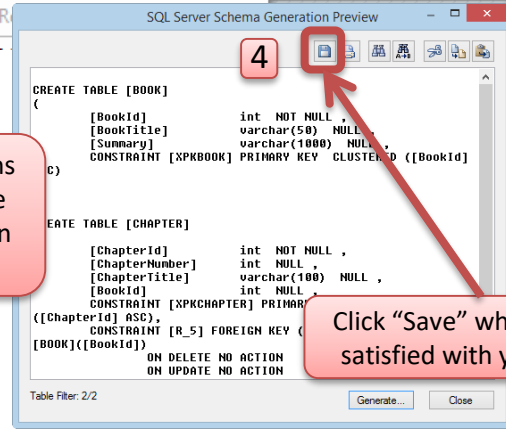 SQL Server Schema Generation Preview
4
CREATE TABLE [BOOK]
(
[BookId] int NOT NULL ,
[BookTitle] varchar(50) NULL ,
[Summary] varchar(1000) NULL ,
CONSTRAINT [XPKBOOK] PRIMARY KEY CLUSTERED ([BookId]
C)
EATE TABLE [CHAPTER]
[ChapterId] int NOT NULL ,
[ChapterNumber] int NULL ,
[ChapterTitle] varchar(100) NULL ,
[BookId] int NULL ,
CONSTRAINT [XPKCHAPTER] PRIMAR
([ChapterId] ASC),
CONSTRAINT [R_5] FOREIGN KEY (
[BOOK]([BookId])
ON DELETE NO ACTION
ON UPDATE NO ACTION
Click “Save” wh
satisfied with y
Table Filter: 2/2
Generate...
Close